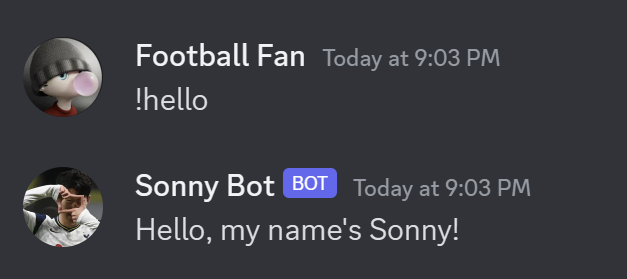 Football Fan Today at 9:03 PM
!hello
Sonny Bot BOT Today at 9:03 PM
Hello, my name's Sonny!